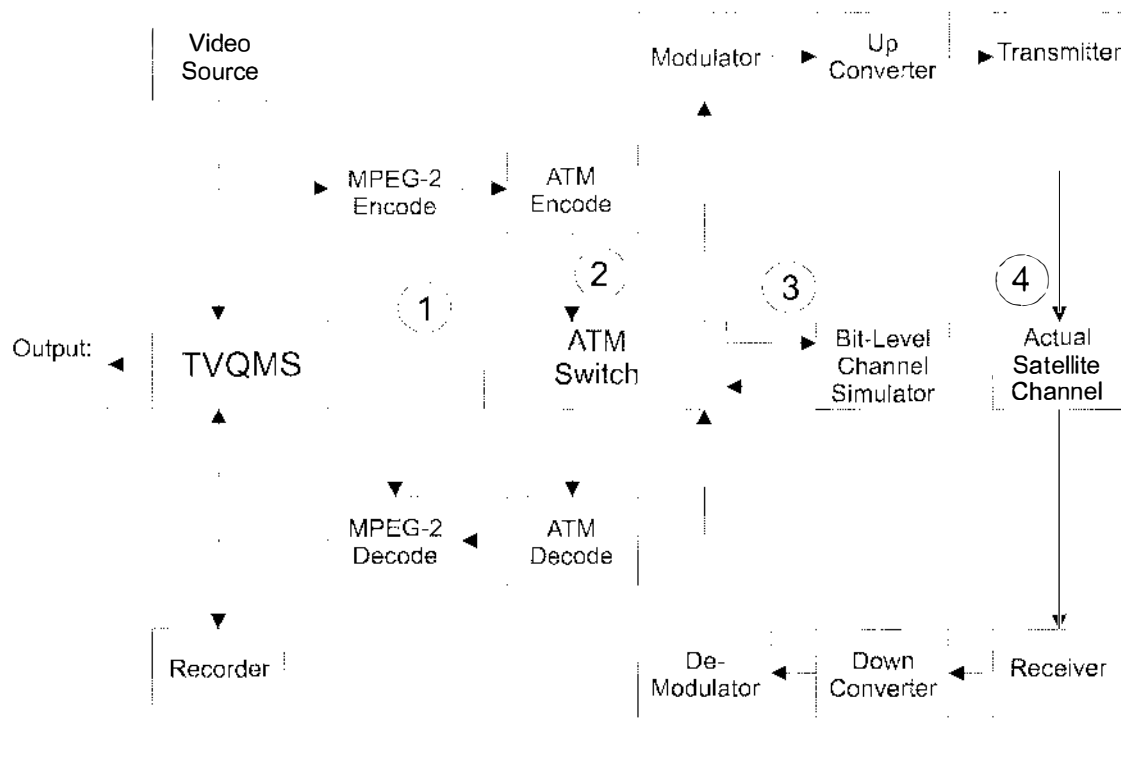 Video
Source
Modulator
Up
Converter
Transmitter
MPEG-2
Encode
ATM
Encode
1
2
3
4
Output:
TVQMS
ATM
Switch
Bit-Level
Channel
Simulator
Actual
Satellite
Channel
MPEG-2
Decode
ATM
Decode
Recorder
De-
Modulator
Down
Converter
Receiver